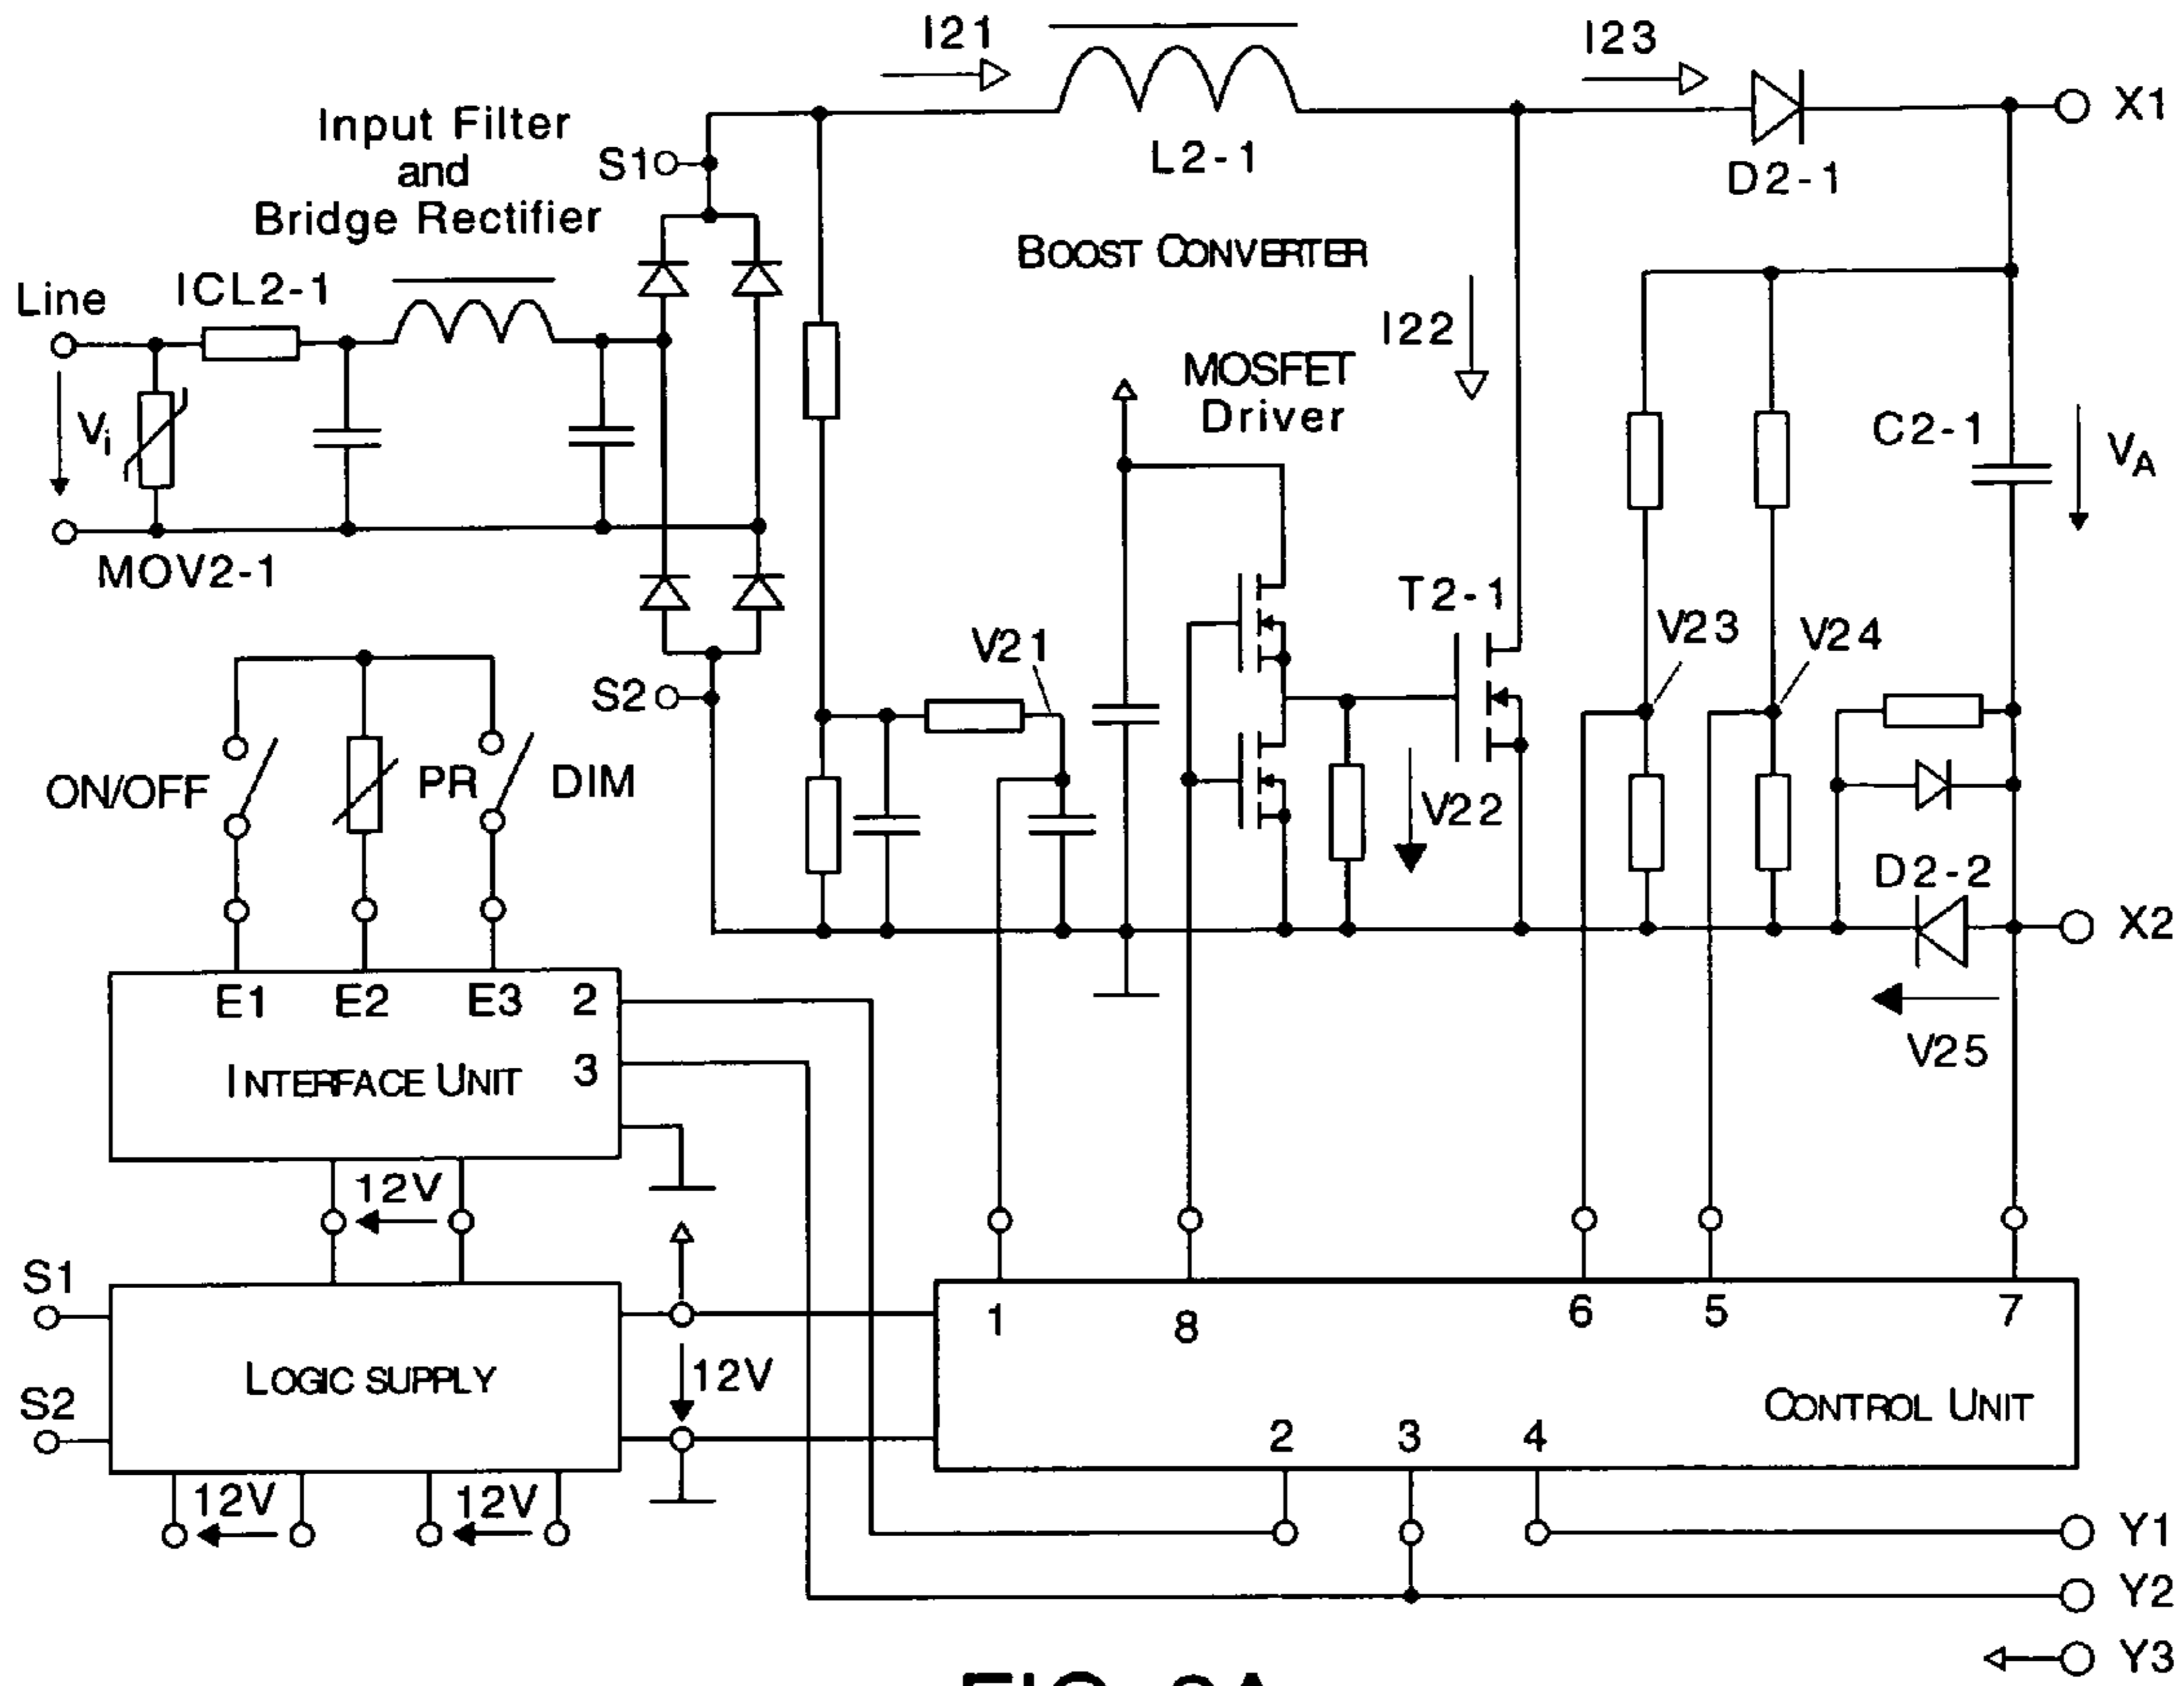 I21
I23
X1
Input Filter
and
Bridge Rectifier
S1
L2-1
D2-1
BOOST CONVERTER
Line
ICL2-1
I22
MOSFET
Driver
Vi
C2-1
VA
MOV2-1
T2-1
V21
V23
V24
S2
ON/OFF
PR
DIM
V22
D2-2
X2
E1
E2
E3
2
V25
INTERFACE UNIT
3
12V
S1
1
8
6
5
7
LOGIC SUPPLY
12V
S2
CONTROL UNIT
2
3
4
12V
12V
Y1
Y2
Y3